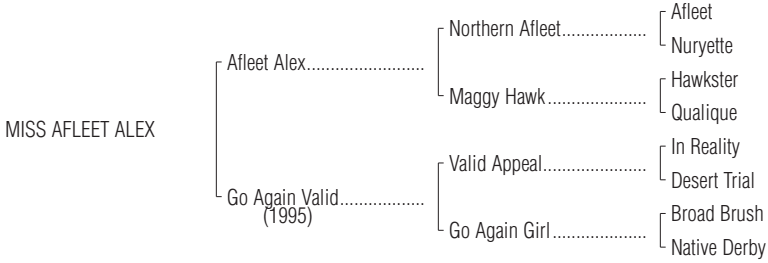 Afleet
Northern Afleet....................
Nuryette
Afleet Alex.........................
Hawkster
Maggy Hawk.....................
Qualique
MISS AFLEET ALEX
In Reality
Valid Appeal......................
Desert Trial
Go Again Valid..................
(1995)
Broad Brush
Go Again Girl....................
Native Derby